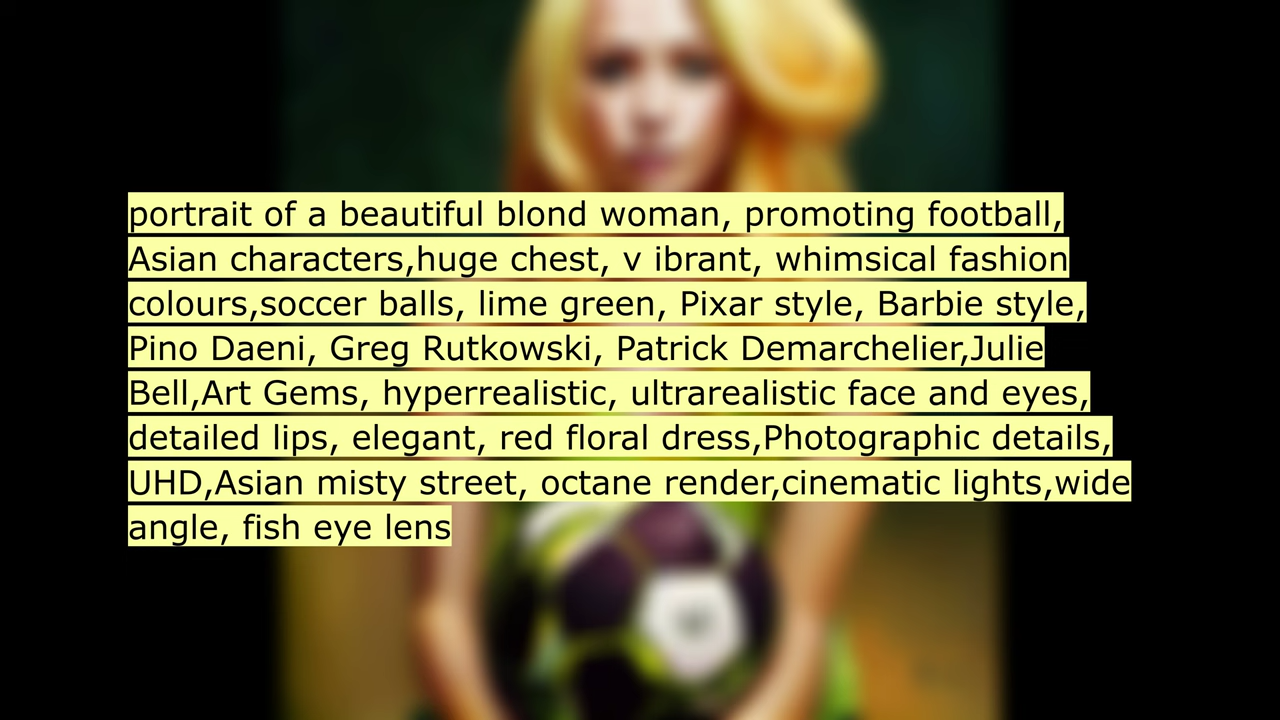 portrait of a beautiful blond woman, promoting football,
Asian characters,huge chest, v ibrant, whimsical fashion
colours,soccer balls, lime green, Pixar style, Barbie style,
Pino Daeni, Greg Rutkowski, Patrick Demarchelier,Julie
Bell,Art Gems, hyperrealistic, ultrarealistic face and eyes,
detailed lips, elegant, red floral dress,Photographic details,
UHD,Asian misty street, octane render,cinematic lights,wide
angle, fish eye lens